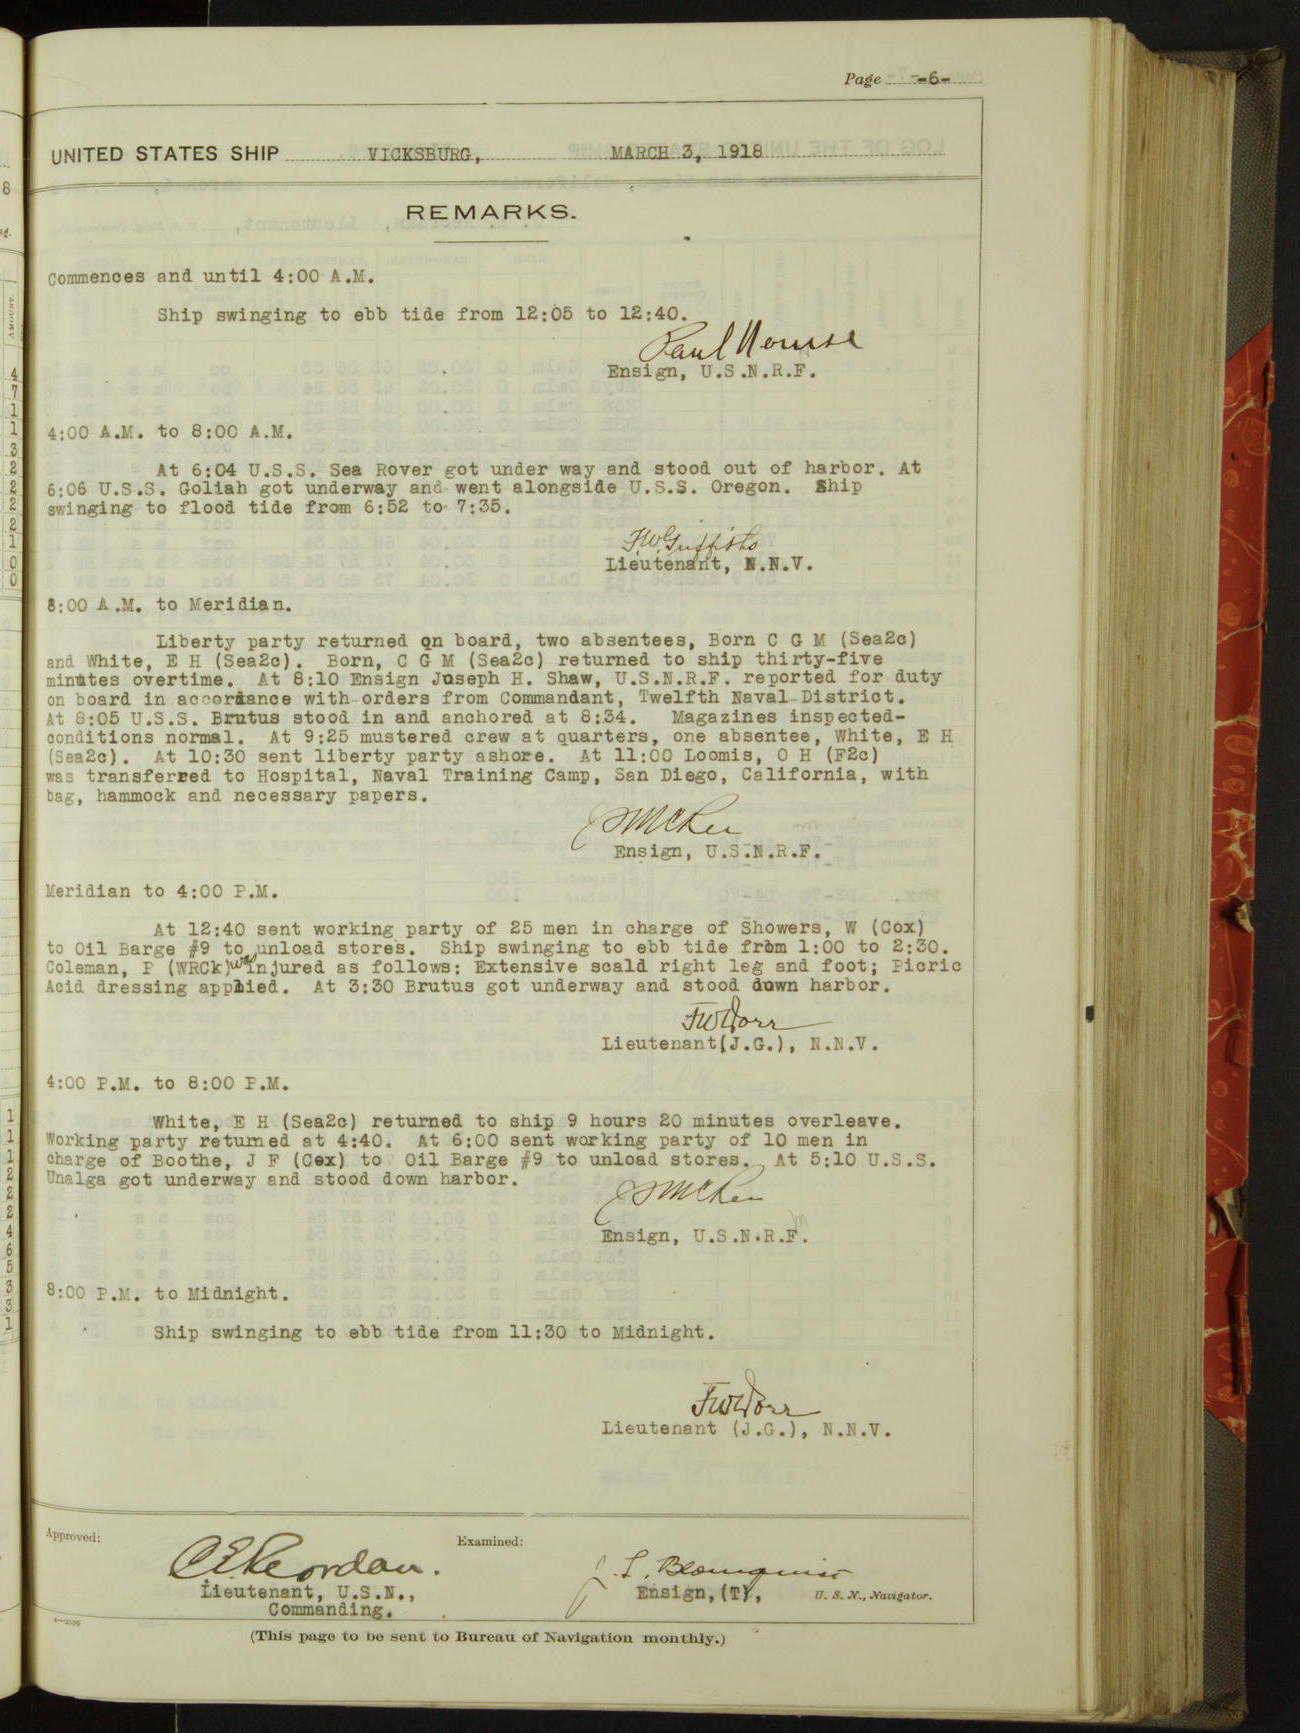 Page -6-
UNITED STATES SHIP VICKSBURG, MARCH 3, 1918
REMARKS.
Commences and until 4:00 A.M.
Ship swinging to ebb tide from 12:05 to 12:40.
Paul
Ensign, U.S.N.R.F.
4:00 A.M. to 8:00 A.M.
At 6:04 U.S.S. Sea Rover got under way and stood out of harbor. At
6:06 U.S.S. Goliah got underway and went alongside U.S.S. Oregon. Ship
swinging to flood tide from 6:52 to 7:35.
F.W. Griffiths
Lieutenant, N.N.V.
8:00 A.M. to Meridian.
Liberty party returned on board, two absentees, Born C G M (Sea2c)
and White, E H (Sea2c). Born, C G M (Sea2c) returned to ship thirty-five
minutes overtime. At 8:10 Ensign Joseph H. Shaw, U.S.N.R.F. reported for duty
on board in accordance with orders from Commandant, Twelfth Naval District.
At 8:05 U.S.S. Brutus stood in and anchored at 8:34. Magazines inspected-
conditions normal. At 9:25 mustered crew at quarters, one absentee, White, E H
(Sea2c). At 10:30 sent liberty party ashore. At 11:00 Loomis, O H (F2c)
was transferred to Hospital, Naval Training Camp, San Diego, California, with
bag, hammock and necessary papers.
Ensign, U.S.N.R.F.
Meridian to 4:00 P.M.
At 12:40 sent working party of 25 men in charge of Showers, W (Cox)
to Oil Barge #9 to unload stores. Ship swinging to ebb tide from 1:00 to 2:30.
Coleman, P (WRCk) was injured as follows: Extensive scald right leg and foot; Picric
Acid dressing applied. At 3:30 Brutus got underway and stood down harbor.
F W Dorr
Lieutenant(J.G.), N.N.V.
4:00 P.M. to 8:00 P.M.
White, E H (Sea2c) returned to ship 9 hours 20 minutes overleave.
Working party returned at 4:40. At 6:00 sent working party of 10 men in
charge of Boothe, J F (Cox) to Oil Barge #9 to unload stores. At 5:10 U.S.S.
Unalga got underway and stood down harbor.
Ensign, U.S.N.R.F.
8:00 P.M. to Midnight.
Ship swinging to ebb tide from 11:30 to Midnight.
F W Dorr
Lieutenant (J.G.), N.N.V.
Approved:
Examined:
C E Reordan.
Lieutenant, U.S.N.,
Commanding.
J. L. Blomquist
Ensign,(T), U. S. N., Navigator.
(This page to be sent to Bureau of Navigation monthly.)